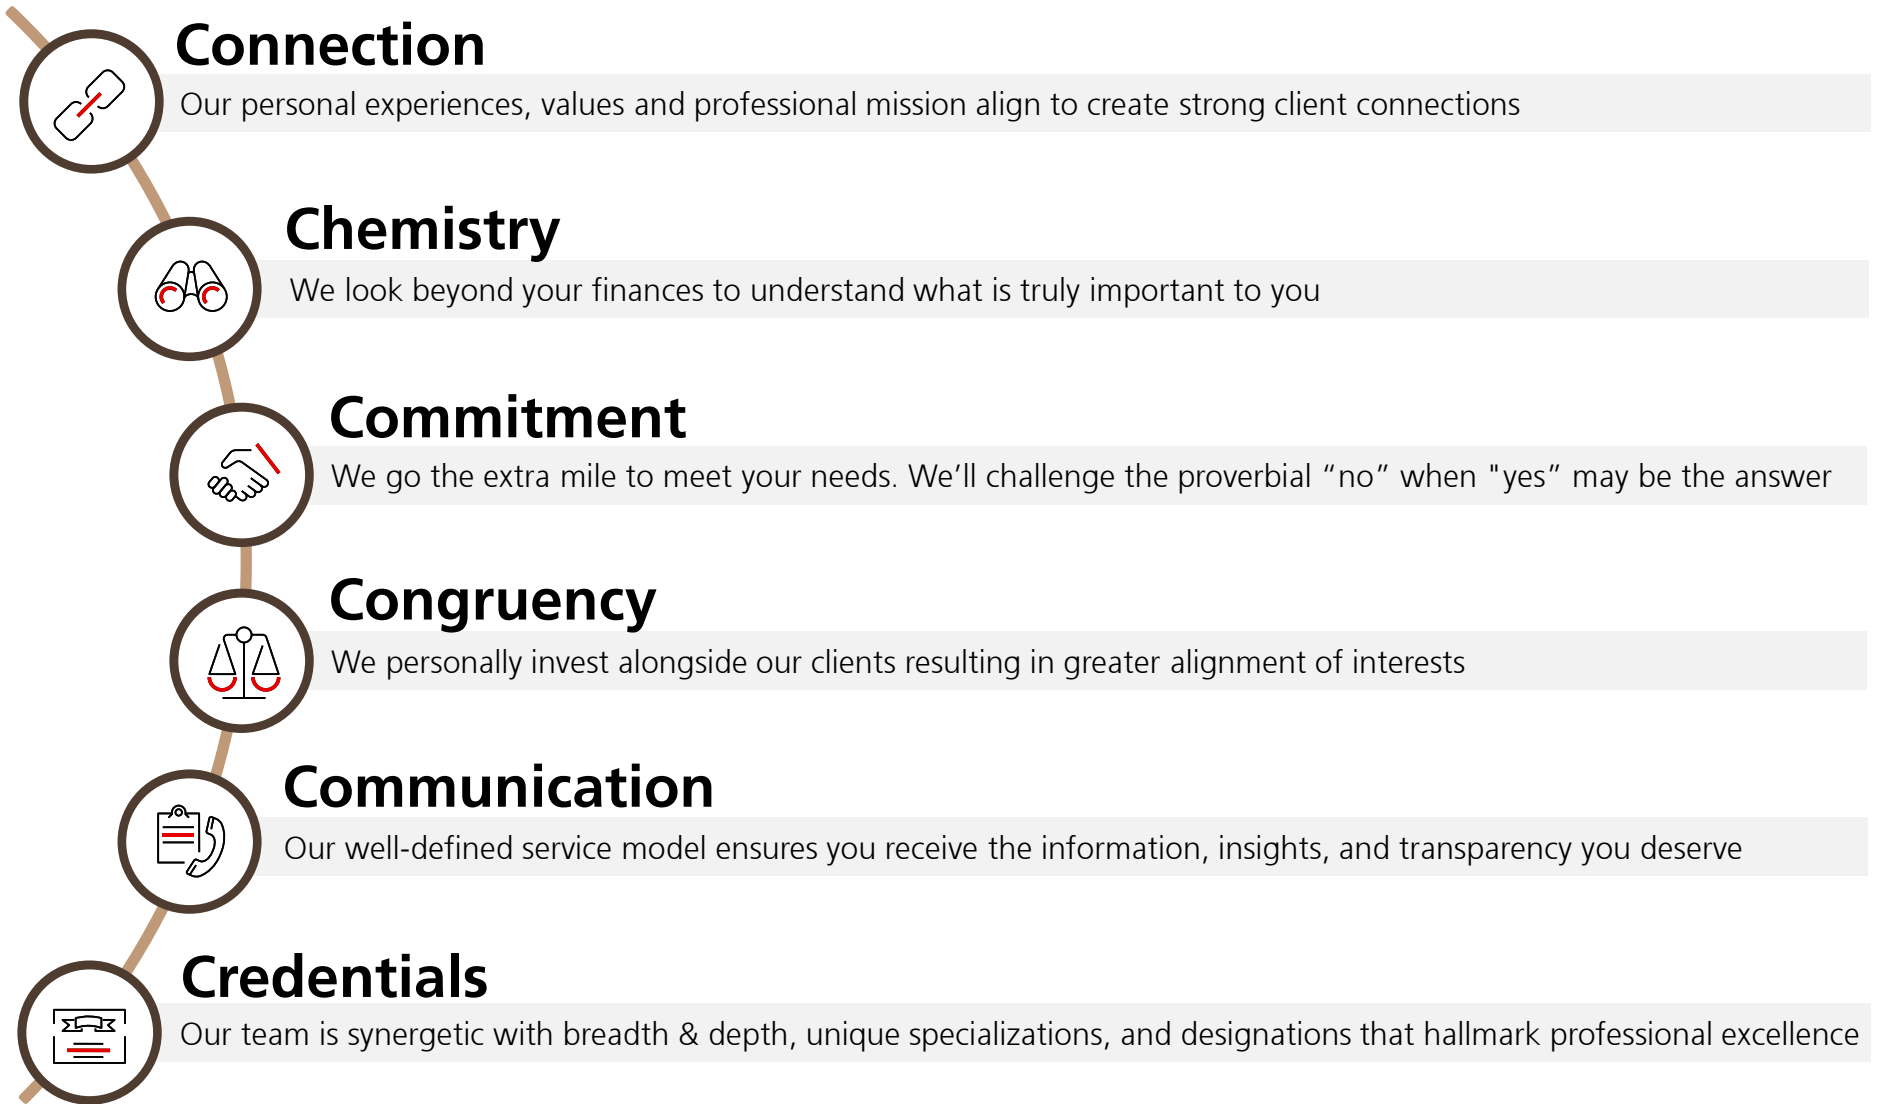 Connection
Our personal experiences, values and professional mission align to create strong client connections
Chemistry
We look beyond your finances to understand what is truly important to you
Commitment
We go the extra mile to meet your needs. We’ll challenge the proverbial “no” when "yes” may be the answer
Congruency
We personally invest alongside our clients resulting in greater alignment of interests
Communication
Our well-defined service model ensures you receive the information, insights, and transparency you deserve
Credentials
Our team is synergetic with breadth & depth, unique specializations, and designations that hallmark professional excellence